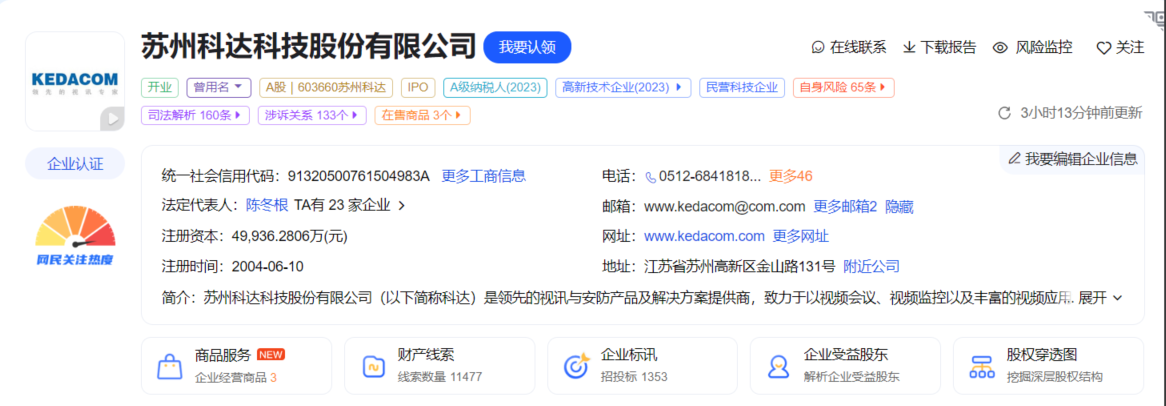 苏州科达科技股份有限公司 我要认领 在线联系 下载报告 风险监控 关注
KEDACOM
开业 曾用名 A股｜603660苏州科达 IPO A级纳税人(2023) 高新技术企业(2023) 民营科技企业 自身风险 65条
司法解析 160条 涉诉关系 133个 在售商品 3个 3小时13分钟前更新
企业认证
我要编辑企业信息
统一社会信用代码：91320500761504983A 更多工商信息 电话：0512-6841818... 更多46
法定代表人：陈冬根 TA有 23 家企业 邮箱：www.kedacom@com.com 更多邮箱2 隐藏
注册资本：49,936.2806万(元) 网址：www.kedacom.com 更多网址
网民关注热度
注册时间：2004-06-10 地址：江苏省苏州高新区金山路131号 附近公司
简介：苏州科达科技股份有限公司（以下简称科达）是领先的视讯与安防产品及解决方案提供商，致力于以视频会议、视频监控以及丰富的视频应用. 展开
商品服务 NEW 财产线索 企业标讯 企业受益股东 股权穿透图
企业经营商品 3 线索数量 11477 招投标 1353 解析企业受益股东 挖掘深层股权结构